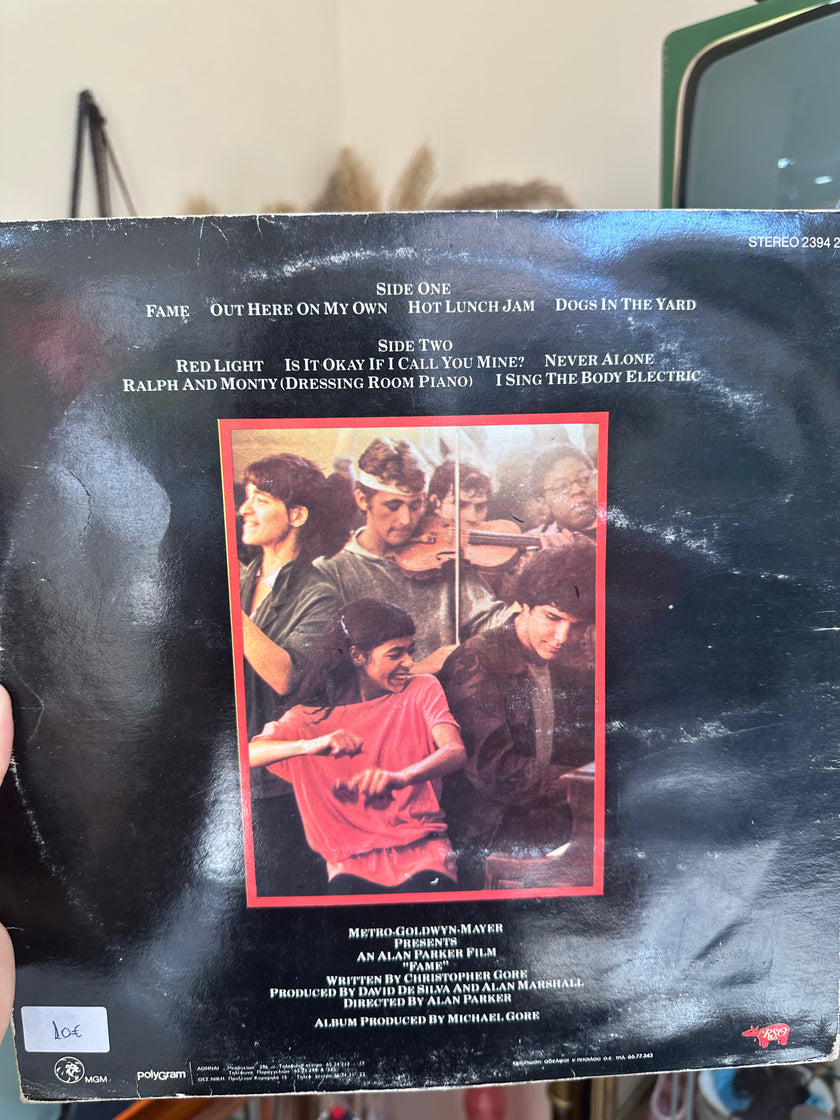 STEREO 2394 2
SIDE ONE
FAME OUT HERE ON MY OWN HOT LUNCH JAM DOGS IN THE YARD
SIDE TWO
RED LIGHT IS IT OKAY IF I CALL YOU MINE? NEVER ALONE
RALPH AND MONTY (DRESSING ROOM PIANO) I SING THE BODY ELECTRIC
METRO-GOLDWYN-MAYER
PRESENTS
AN ALAN PARKER FILM
"FAME"
WRITTEN BY CHRISTOPHER GORE
PRODUCED BY DAVID DE SILVA AND ALAN MARSHALL
DIRECTED BY ALAN PARKER
ALBUM PRODUCED BY MICHAEL GORE
10€
RSO
MGM
polyGram
ΑΘΗΝΑΙ
ΘΕΣ/ΝΙΚΗ